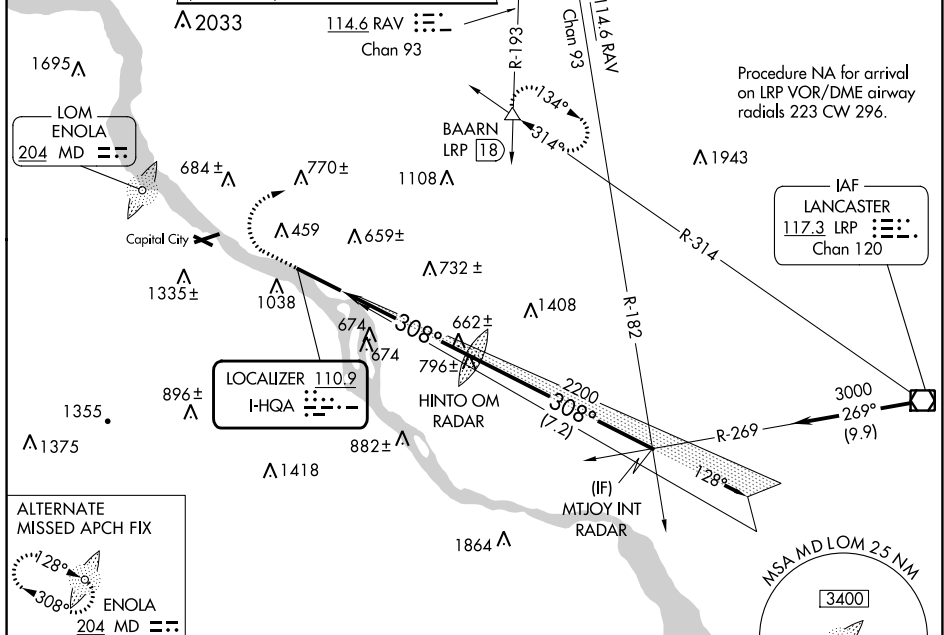 2033
114.6 RAV
Chan 93
R-193
114.6 RAV
Chan 93
1695
LOM
ENOLA
204 MD
Procedure NA for arrival
on LRP VOR/DME airway
radials 223 CW 296.
134°
314°
BAARN
LRP 18
684 ±
770±
1108
1943
IAF
LANCASTER
117.3 LRP
Chan 120
Capital City
459
659±
R-314
732 ±
1335±
1038
1408
R-182
674
674
308°
662±
796±
LOCALIZER 110.9
I-HQA
HINTO OM
RADAR
2200
308°
(7.2)
3000
269°
(9.9)
R-269
896±
1355
1375
882±
1418
128°
(IF)
MTJOY INT
RADAR
1864
ALTERNATE
MISSED APCH FIX
128°
308°
ENOLA
204 MD
MSA MD LOM 25 NM
3400